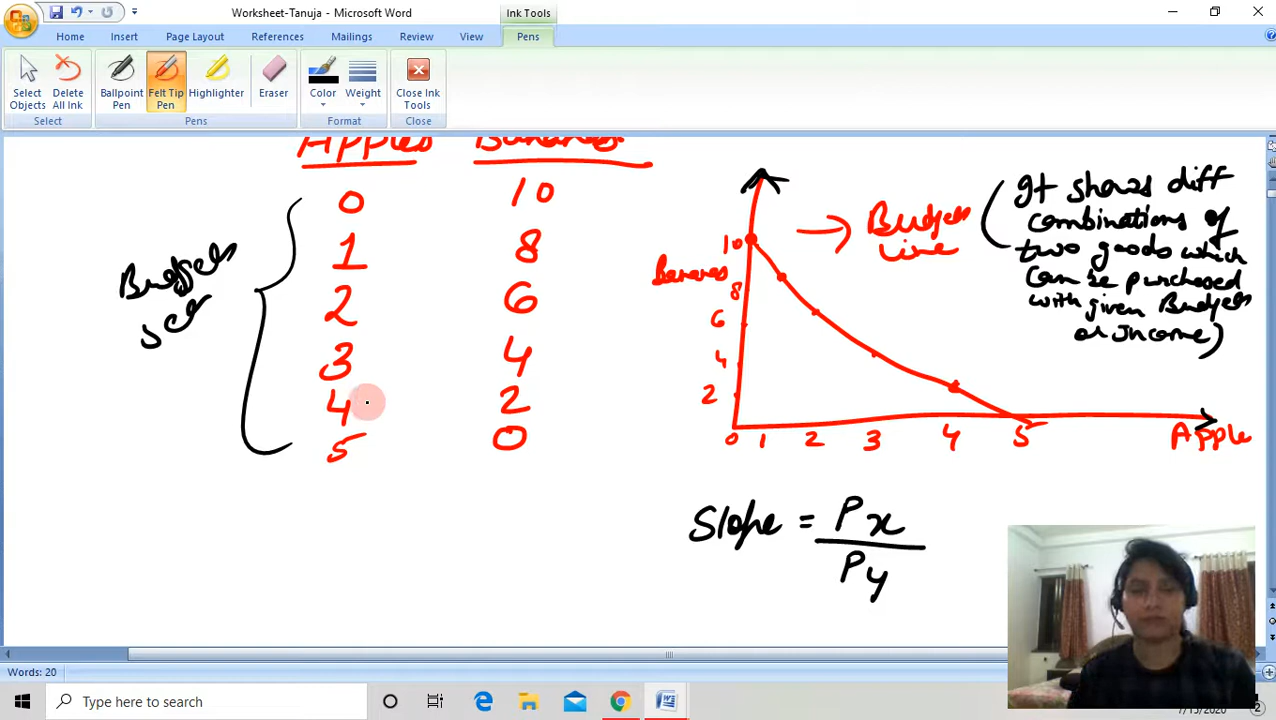 Worksheet-Tanuja - Microsoft Word
Ink Tools
Home Insert Page Layout References Mailings Review View Pens
Select Objects
Delete All Ink
Ballpoint Pen
Felt Tip Pen
Highlighter
Eraser
Color
Weight
Close Ink Tools
Select Pens Format Close
Apples Bananas
0 10
1 8
2 6
3 4
4 2
5 0
Budget
set
Bananas
10
8
6
4
2
0 1 2 3 4 5
Apple
Budget
line
(It shows diff
combinations of
two goods which
can be purchased
with given Budget
or income)
Slope = Px
Py
Words: 20
Type here to search
7/15/2020
2